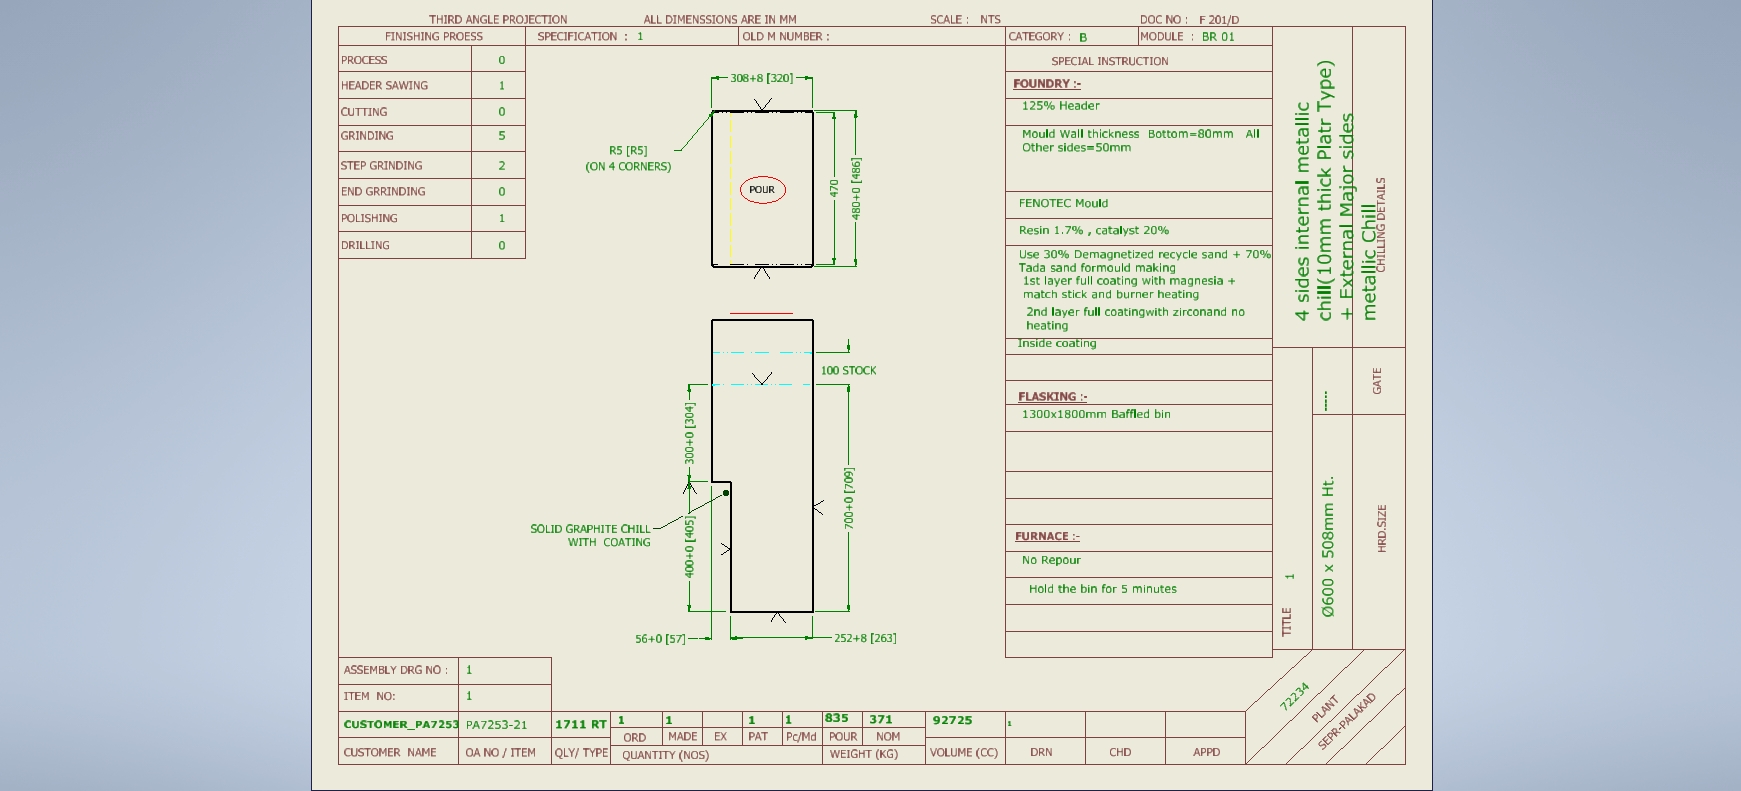 THIRD ANGLE PROJECTION
ALL DIMENSSIONS ARE IN MM
SCALE : NTS
DOC NO : F 201/D
FINISHING PROESS
SPECIFICATION : 1
OLD M NUMBER :
CATEGORY : B
MODULE : BR 01
PROCESS 0
HEADER SAWING 1
CUTTING 0
GRINDING 5
STEP GRINDING 2
END GRRINDING 0
POLISHING 1
DRILLING 0
308+8 [320]
R5 [R5]
(ON 4 CORNERS)
POUR
470
480+0 [486]
100 STOCK
300+0 [304]
700+0 [709]
SOLID GRAPHITE CHILL
WITH COATING
400+0 [405]
56+0 [57]
252+8 [263]
SPECIAL INSTRUCTION
FOUNDRY :-
125% Header
Mould Wall thickness Bottom=80mm All
Other sides=50mm
FENOTEC Mould
Resin 1.7% , catalyst 20%
Use 30% Demagnetized recycle sand + 70%
Tada sand formould making
1st layer full coating with magnesia +
match stick and burner heating
2nd layer full coatingwith zirconand no
heating
Inside coating
FLASKING :-
1300x1800mm Baffled bin
FURNACE :-
No Repour
Hold the bin for 5 minutes
4 sides internal metallic
chill(10mm thick Platr Type)
+ External Major sides
metallic Chill
CHILLING DETAILS
-----
GATE
Ø600 x 508mm Ht.
HRD.SIZE
TITLE 1
72234
PLANT
SEPR-PALAKAD
ASSEMBLY DRG NO : 1
ITEM NO: 1
CUSTOMER_PA7253 PA7253-21 1711 RT 1 1 1 1 835 371 92725 1
ORD MADE EX PAT Pc/Md POUR NOM
CUSTOMER NAME OA NO / ITEM QLY/ TYPE QUANTITY (NOS) WEIGHT (KG) VOLUME (CC) DRN CHD APPD